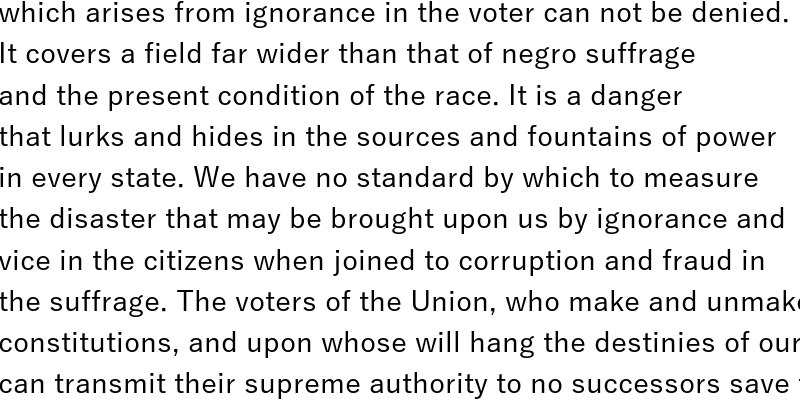 which arises from ignorance in the voter can not be denied.
It covers a field far wider than that of negro suffrage
and the present condition of the race. It is a danger
that lurks and hides in the sources and fountains of power
in every state. We have no standard by which to measure
the disaster that may be brought upon us by ignorance and
vice in the citizens when joined to corruption and fraud in
the suffrage. The voters of the Union, who make and unmake
constitutions, and upon whose will hang the destinies of our
can transmit their supreme authority to no successors save